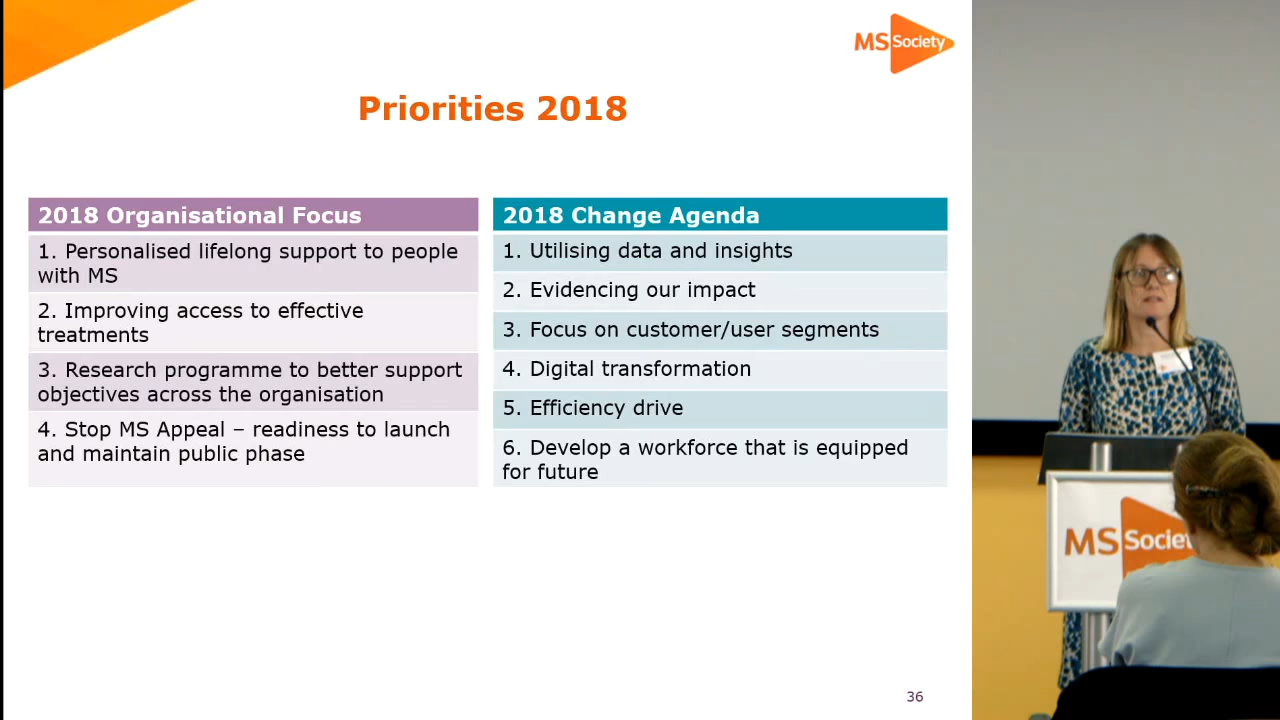 MS Society
Priorities 2018
2018 Organisational Focus
1. Personalised lifelong support to people
with MS
2. Improving access to effective
treatments
3. Research programme to better support
objectives across the organisation
4. Stop MS Appeal – readiness to launch
and maintain public phase
2018 Change Agenda
1. Utilising data and insights
2. Evidencing our impact
3. Focus on customer/user segments
4. Digital transformation
5. Efficiency drive
6. Develop a workforce that is equipped
for future
36
MS Society